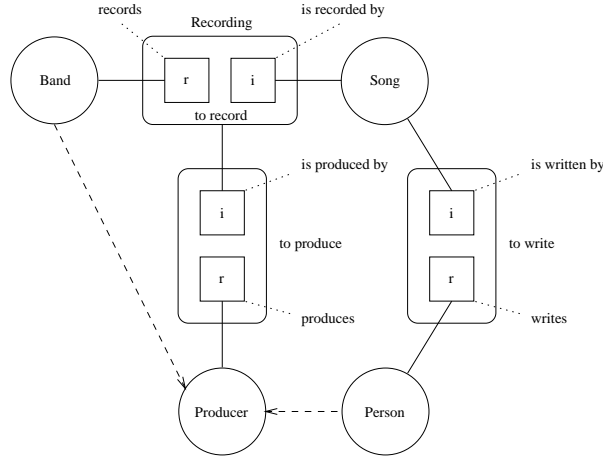 records
Recording
is recorded by
Band
r
i
Song
to record
is produced by
is written by
i
i
to produce
to write
r
r
produces
writes
Producer
Person